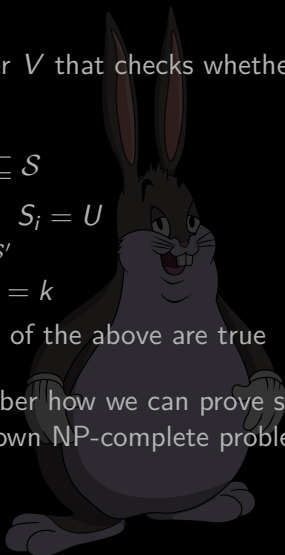 r V that checks whethe
⊆ 𝒮
S_i = U
s'
= k
of the above are true
ber how we can prove s
own NP-complete proble